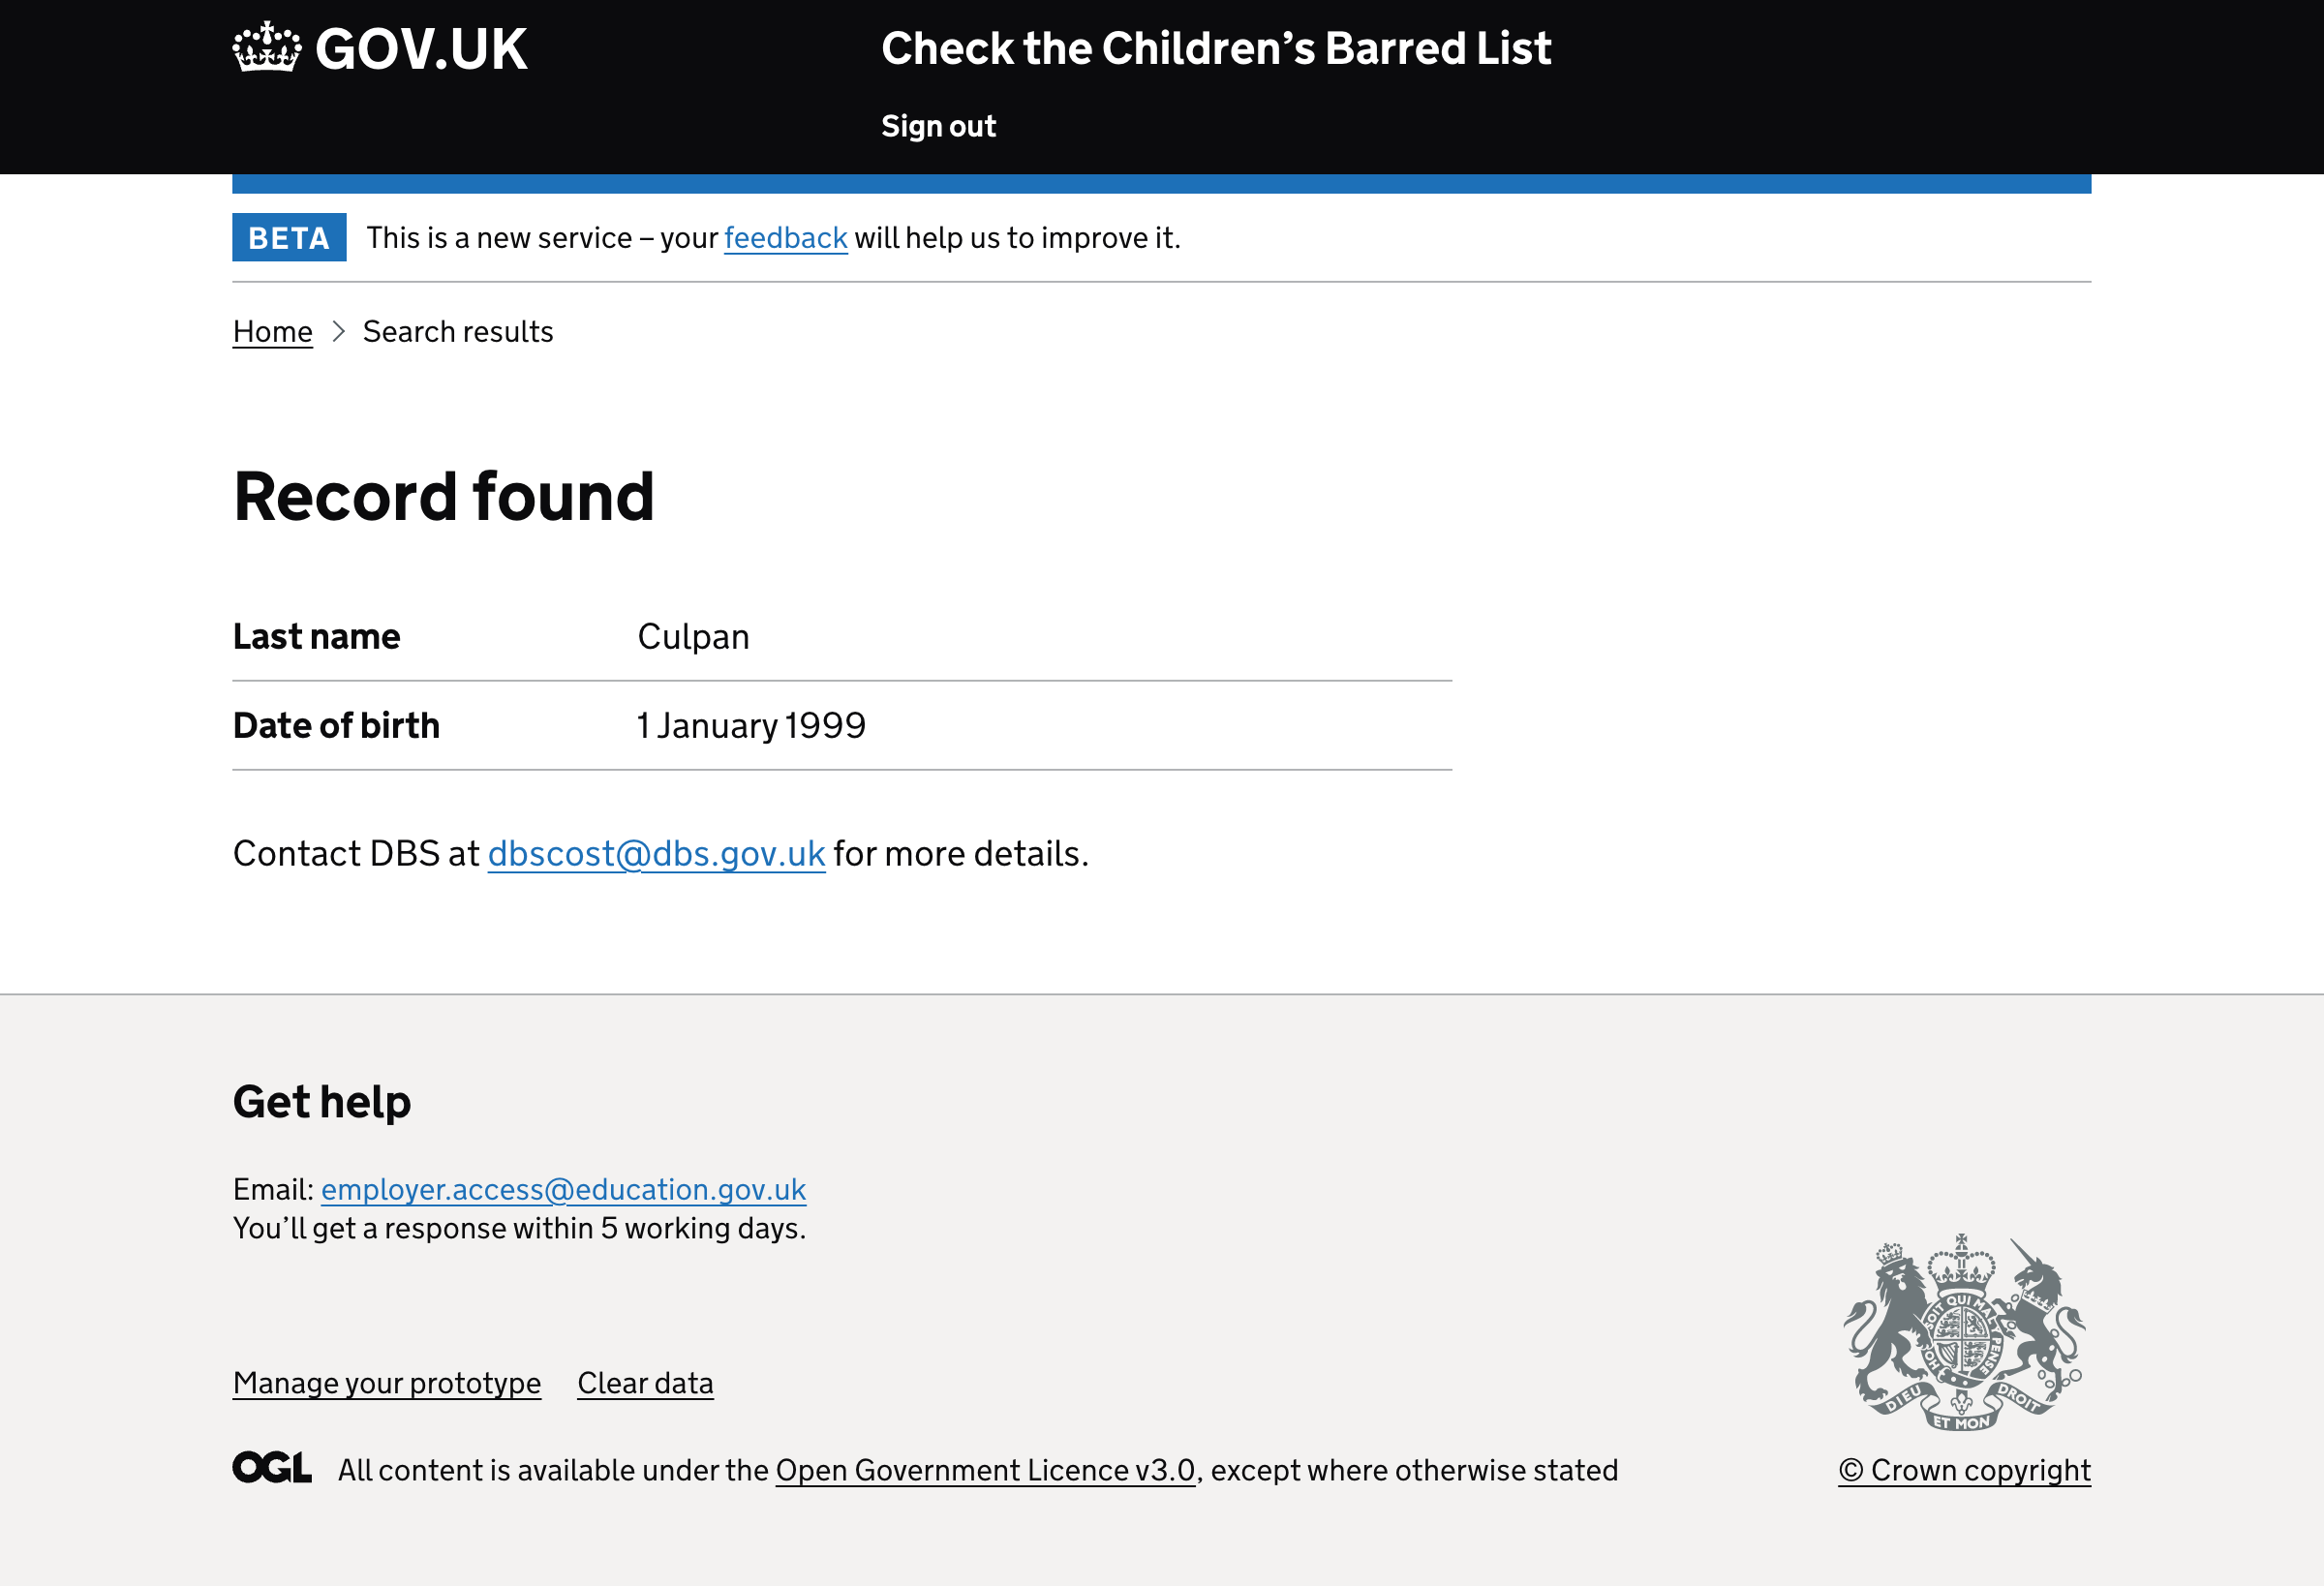 GOV.UK
Check the Children’s Barred List
Sign out
BETA This is a new service – your feedback will help us to improve it.
Home Search results
Record found
Last name Culpan
Date of birth 1 January 1999
Contact DBS at dbscost@dbs.gov.uk for more details.
Get help
Email: employer.access@education.gov.uk
You’ll get a response within 5 working days.
Manage your prototype Clear data
OGL All content is available under the Open Government Licence v3.0, except where otherwise stated
SOIT QUI MAL Y PENSE
DIEU ET MON DROIT
© Crown copyright